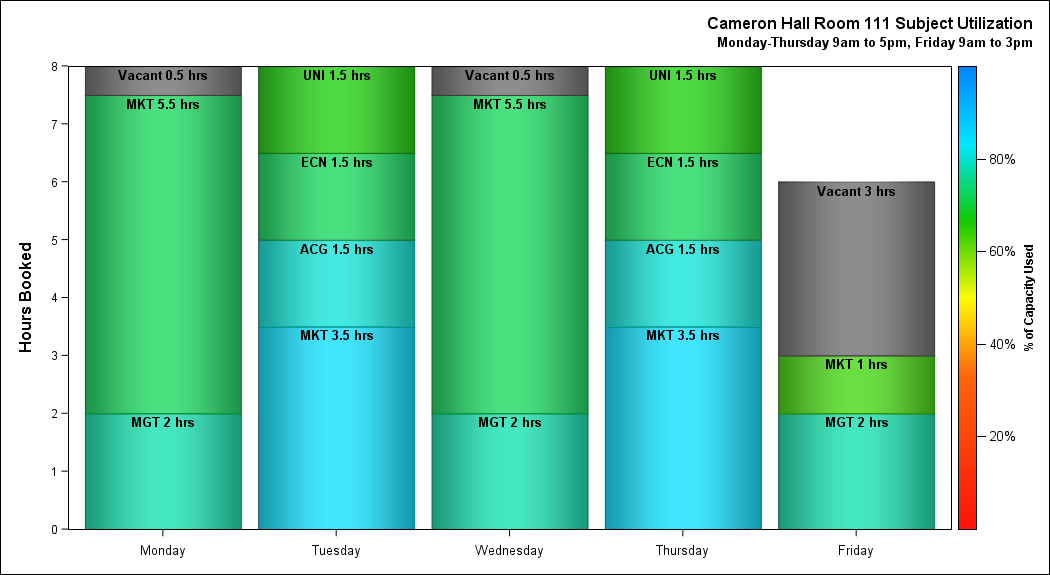 Cameron Hall Room 111 Subject Utilization
Monday-Thursday 9am to 5pm, Friday 9am to 3pm
Hours Booked
8
7
6
5
4
3
2
1
0
Vacant 0.5 hrs
MKT 5.5 hrs
MGT 2 hrs
Monday
UNI 1.5 hrs
ECN 1.5 hrs
ACG 1.5 hrs
MKT 3.5 hrs
Tuesday
Vacant 0.5 hrs
MKT 5.5 hrs
MGT 2 hrs
Wednesday
UNI 1.5 hrs
ECN 1.5 hrs
ACG 1.5 hrs
MKT 3.5 hrs
Thursday
Vacant 3 hrs
MKT 1 hrs
MGT 2 hrs
Friday
80%
60%
40%
20%
% of Capacity Used